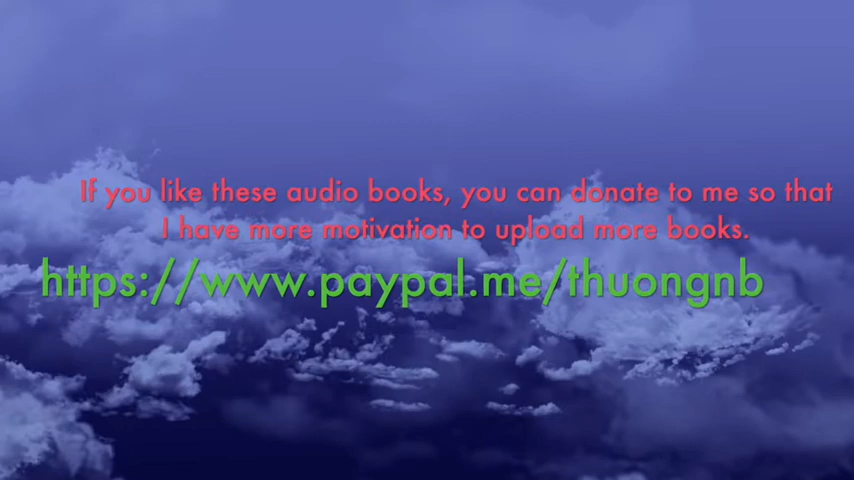 If you like these audio books, you can donate to me so that
I have more motivation to upload more books.
https://www.paypal.me/thuongnb